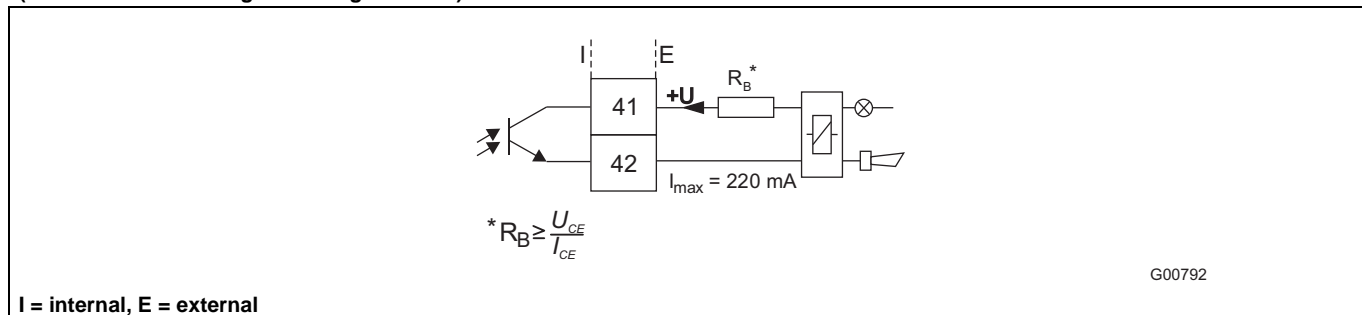 I E
R_B*
41 +U
42
I_max = 220 mA
* R_B ≥ U_CE / I_CE
G00792
I = internal, E = external